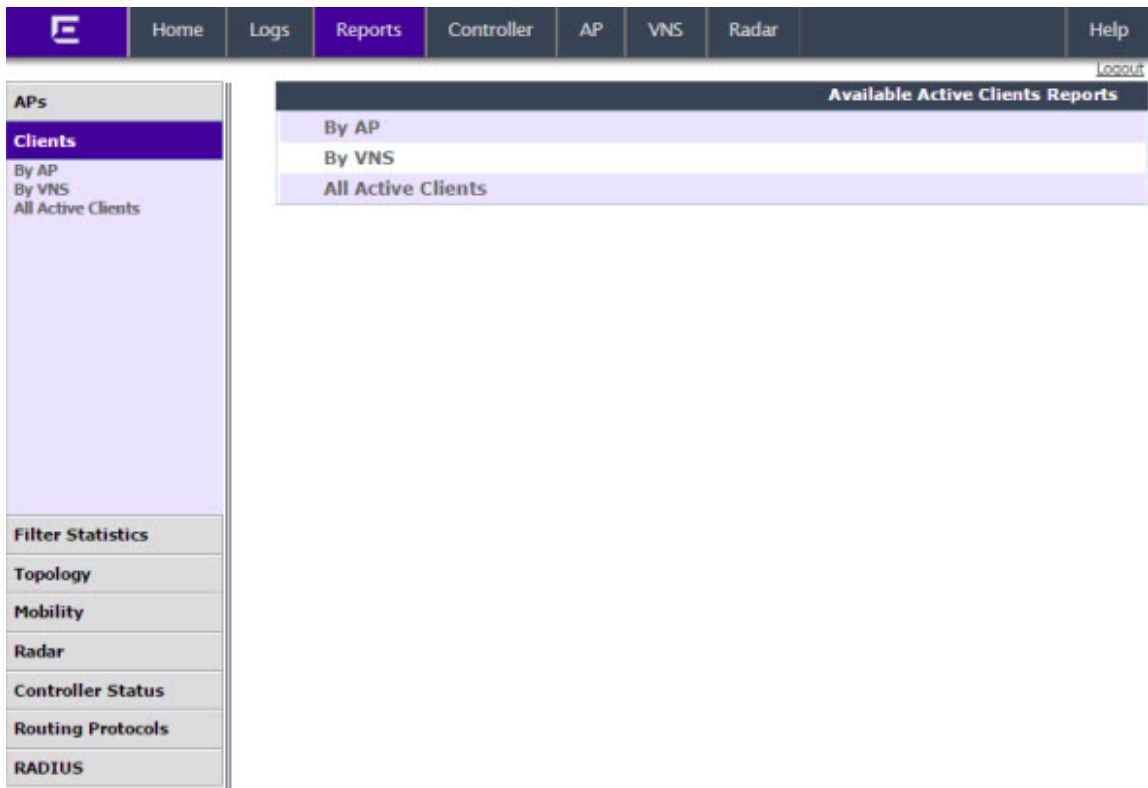 Home Logs Reports Controller AP VNS Radar Help
Logout
APs
Clients
By AP
By VNS
All Active Clients
Filter Statistics
Topology
Mobility
Radar
Controller Status
Routing Protocols
RADIUS
Available Active Clients Reports
By AP
By VNS
All Active Clients